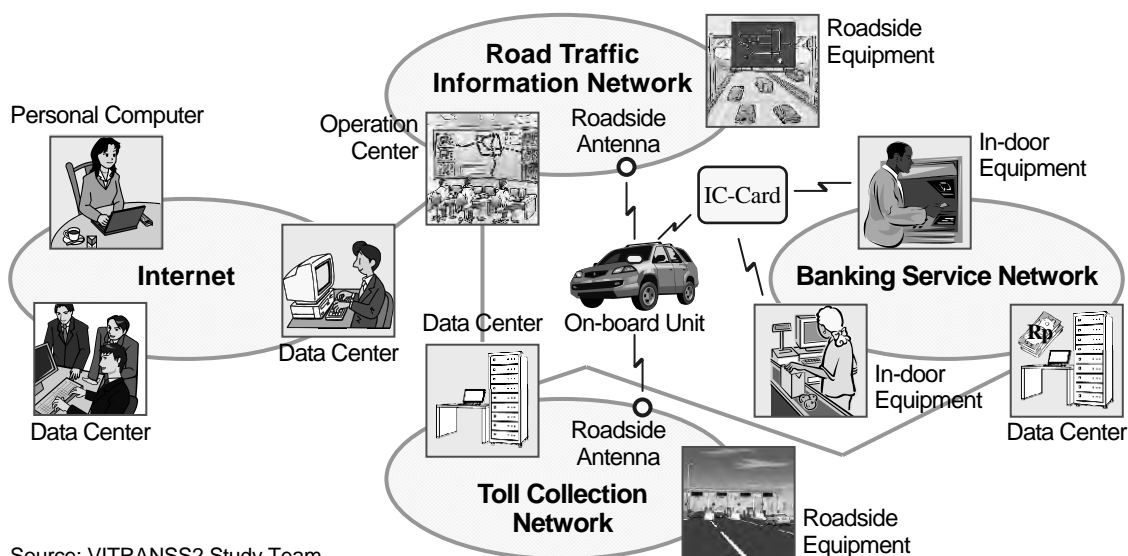 Road Traffic
Information Network
Roadside
Equipment
Personal Computer
Operation
Center
Roadside
Antenna
In-door
Equipment
IC-Card
Internet
Banking Service Network
Data Center
Data Center
On-board Unit
Rp
Data Center
In-door
Equipment
Data Center
Roadside
Antenna
Toll Collection
Network
Roadside
Equipment
Source: VITRANSS2 Study Team